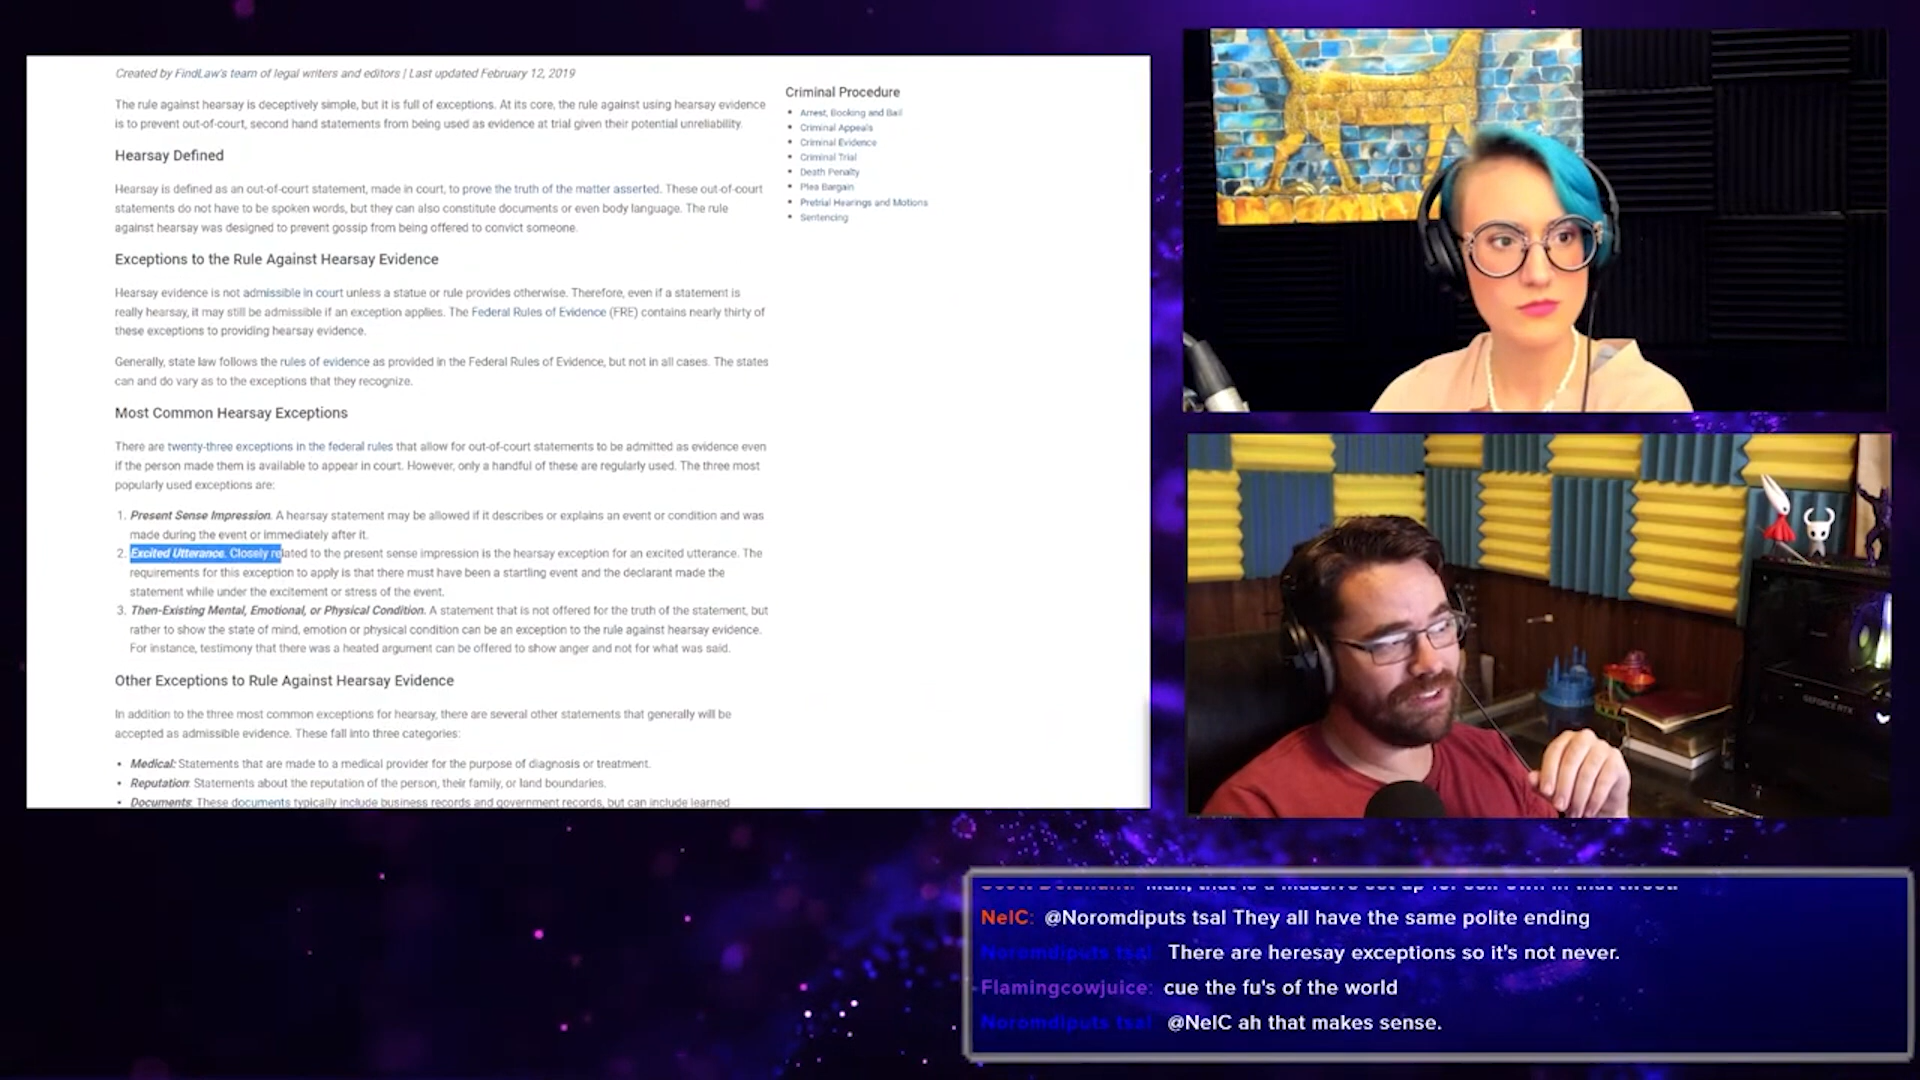 Created by FindLaw's team of legal writers and editors | Last updated February 12, 2019
The rule against hearsay is deceptively simple, but it is full of exceptions. At its core, the rule against using hearsay evidence
is to prevent out-of-court, second hand statements from being used as evidence at trial given their potential unreliability.
Hearsay Defined
Hearsay is defined as an out-of-court statement, made in court, to prove the truth of the matter asserted. These out-of-court
statements do not have to be spoken words, but they can also constitute documents or even body language. The rule
against hearsay was designed to prevent gossip from being offered to convict someone.
Exceptions to the Rule Against Hearsay Evidence
Hearsay evidence is not admissible in court unless a statue or rule provides otherwise. Therefore, even if a statement is
really hearsay, it may still be admissible if an exception applies. The Federal Rules of Evidence (FRE) contains nearly thirty of
these exceptions to providing hearsay evidence.
Generally, state law follows the rules of evidence as provided in the Federal Rules of Evidence, but not in all cases. The states
can and do vary as to the exceptions that they recognize.
Most Common Hearsay Exceptions
There are twenty-three exceptions in the federal rules that allow for out-of-court statements to be admitted as evidence even
if the person made them is available to appear in court. However, only a handful of these are regularly used. The three most
popularly used exceptions are:
1. Present Sense Impression. A hearsay statement may be allowed if it describes or explains an event or condition and was
made during the event or immediately after it.
2. Excited Utterance. Closely related to the present sense impression is the hearsay exception for an excited utterance. The
requirements for this exception to apply is that there must have been a startling event and the declarant made the
statement while under the excitement or stress of the event.
3. Then-Existing Mental, Emotional, or Physical Condition. A statement that is not offered for the truth of the statement, but
rather to show the state of mind, emotion or physical condition can be an exception to the rule against hearsay evidence.
For instance, testimony that there was a heated argument can be offered to show anger and not for what was said.
Other Exceptions to Rule Against Hearsay Evidence
In addition to the three most common exceptions for hearsay, there are several other statements that generally will be
accepted as admissible evidence. These fall into three categories:
• Medical: Statements that are made to a medical provider for the purpose of diagnosis or treatment.
• Reputation: Statements about the reputation of the person, their family, or land boundaries.
• Documents: These documents typically include business records and government records, but can include learned
Criminal Procedure
• Arrest, Booking and Bail
• Criminal Appeals
• Criminal Evidence
• Criminal Trial
• Death Penalty
• Plea Bargain
• Pretrial Hearings and Motions
• Sentencing
GEFORCE RTX
NelC: @Noromdiputs tsal They all have the same polite ending
Noromdiputs tsal: There are heresay exceptions so it's not never.
Flamingcowjuice: cue the fu's of the world
Noromdiputs tsal: @NelC ah that makes sense.